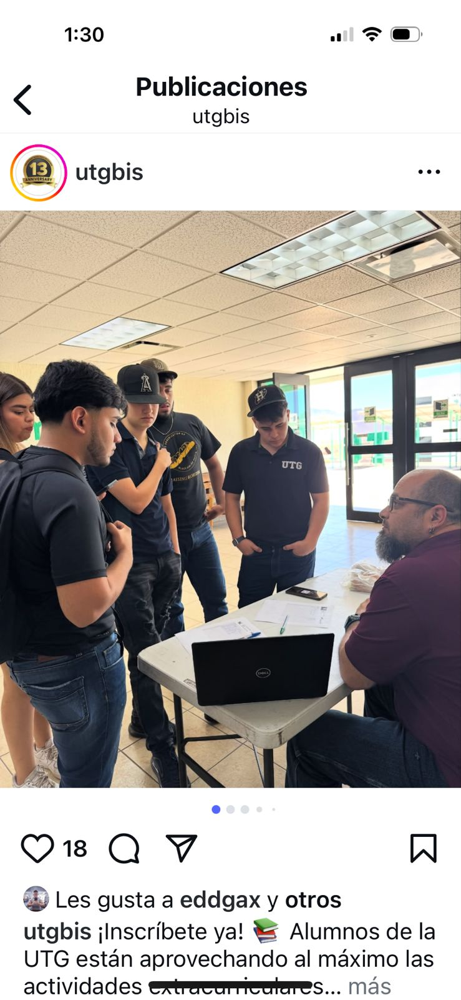 1:30
Publicaciones
utgbis
13
ANNIVERSARY
utgbis
A
H
UTG
DELL
18
Les gusta a eddgax y otros
utgbis ¡Inscríbete ya! 📚 Alumnos de la
UTG están aprovechando al máximo las
actividades extracurriculares... más